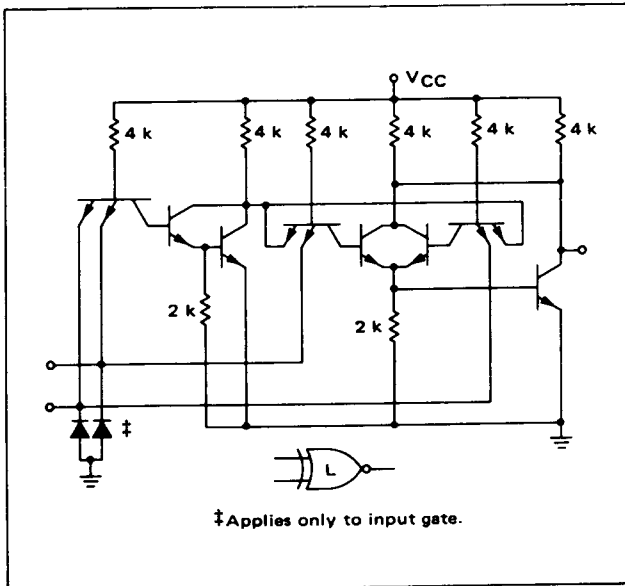 VCC
4 k 4 k 4 k 4 k 4 k 4 k
2 k 2 k
‡
L
‡Applies only to input gate.